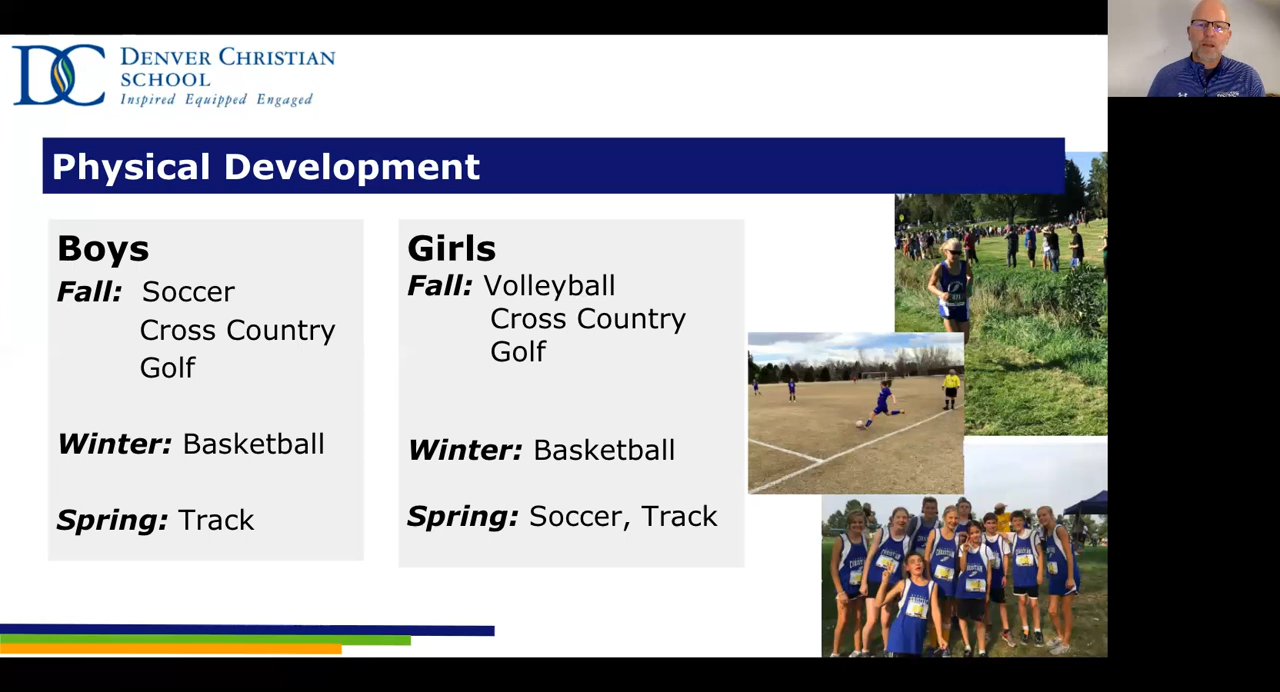 DENVER CHRISTIAN
SCHOOL
Inspired Equipped Engaged
Physical Development
Boys
Fall: Soccer
Cross Country
Golf
Winter: Basketball
Spring: Track
Girls
Fall: Volleyball
Cross Country
Golf
Winter: Basketball
Spring: Soccer, Track